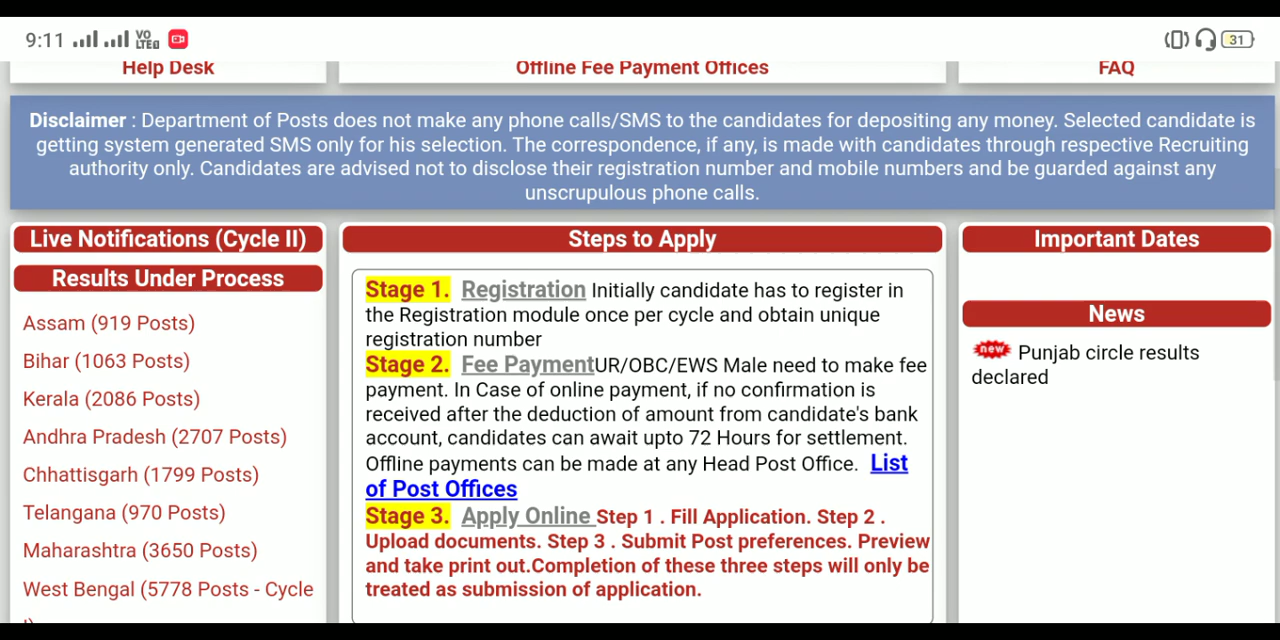 9:11 VO LTE 31
Help Desk
Offline Fee Payment Offices
FAQ
Disclaimer : Department of Posts does not make any phone calls/SMS to the candidates for depositing any money. Selected candidate is
getting system generated SMS only for his selection. The correspondence, if any, is made with candidates through respective Recruiting
authority only. Candidates are advised not to disclose their registration number and mobile numbers and be guarded against any
unscrupulous phone calls.
Live Notifications (Cycle II)
Results Under Process
Assam (919 Posts)
Bihar (1063 Posts)
Kerala (2086 Posts)
Andhra Pradesh (2707 Posts)
Chhattisgarh (1799 Posts)
Telangana (970 Posts)
Maharashtra (3650 Posts)
West Bengal (5778 Posts - Cycle
Steps to Apply
Stage 1. Registration Initially candidate has to register in
the Registration module once per cycle and obtain unique
registration number
Stage 2. Fee PaymentUR/OBC/EWS Male need to make fee
payment. In Case of online payment, if no confirmation is
received after the deduction of amount from candidate's bank
account, candidates can await upto 72 Hours for settlement.
Offline payments can be made at any Head Post Office. List
of Post Offices
Stage 3. Apply Online Step 1 . Fill Application. Step 2 .
Upload documents. Step 3 . Submit Post preferences. Preview
and take print out.Completion of these three steps will only be
treated as submission of application.
Important Dates
News
new Punjab circle results
declared